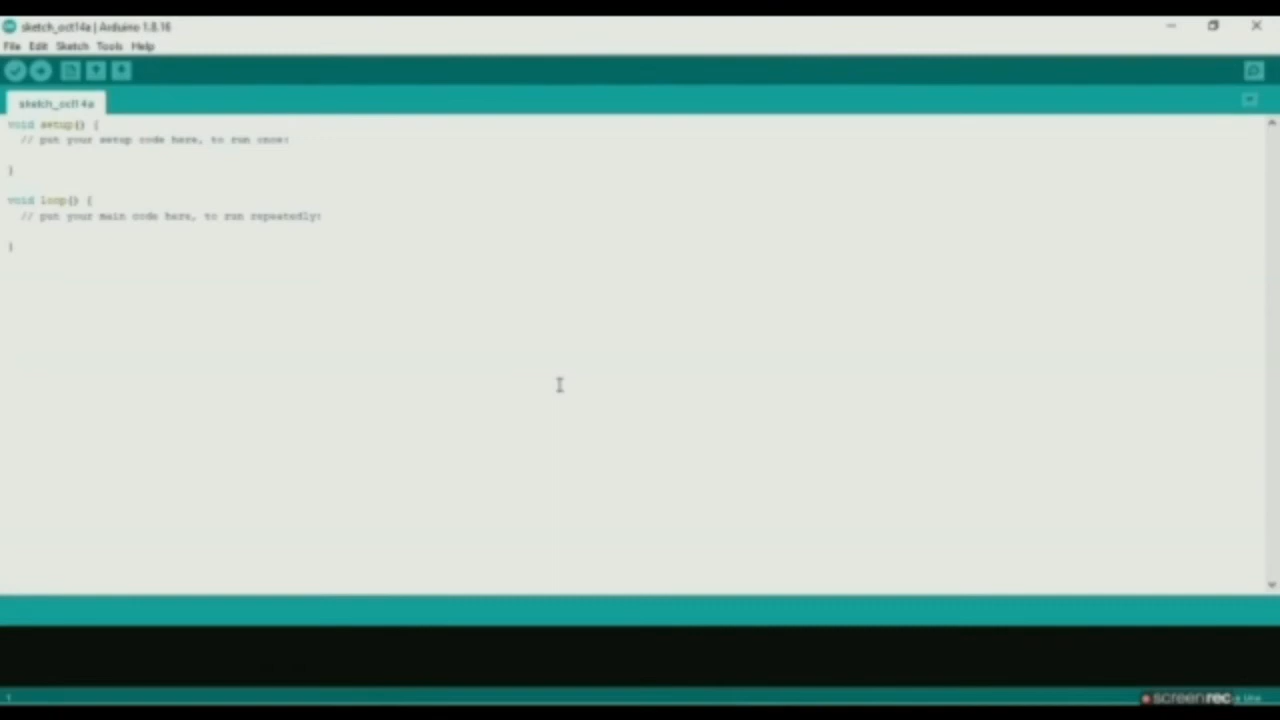 sketch_oct14a | Arduino 1.8.16
File Edit Sketch Tools Help
sketch_oct14a
void setup() {
  // put your setup code here, to run once:
}
void loop() {
  // put your main code here, to run repeatedly:
}
1
screenrec